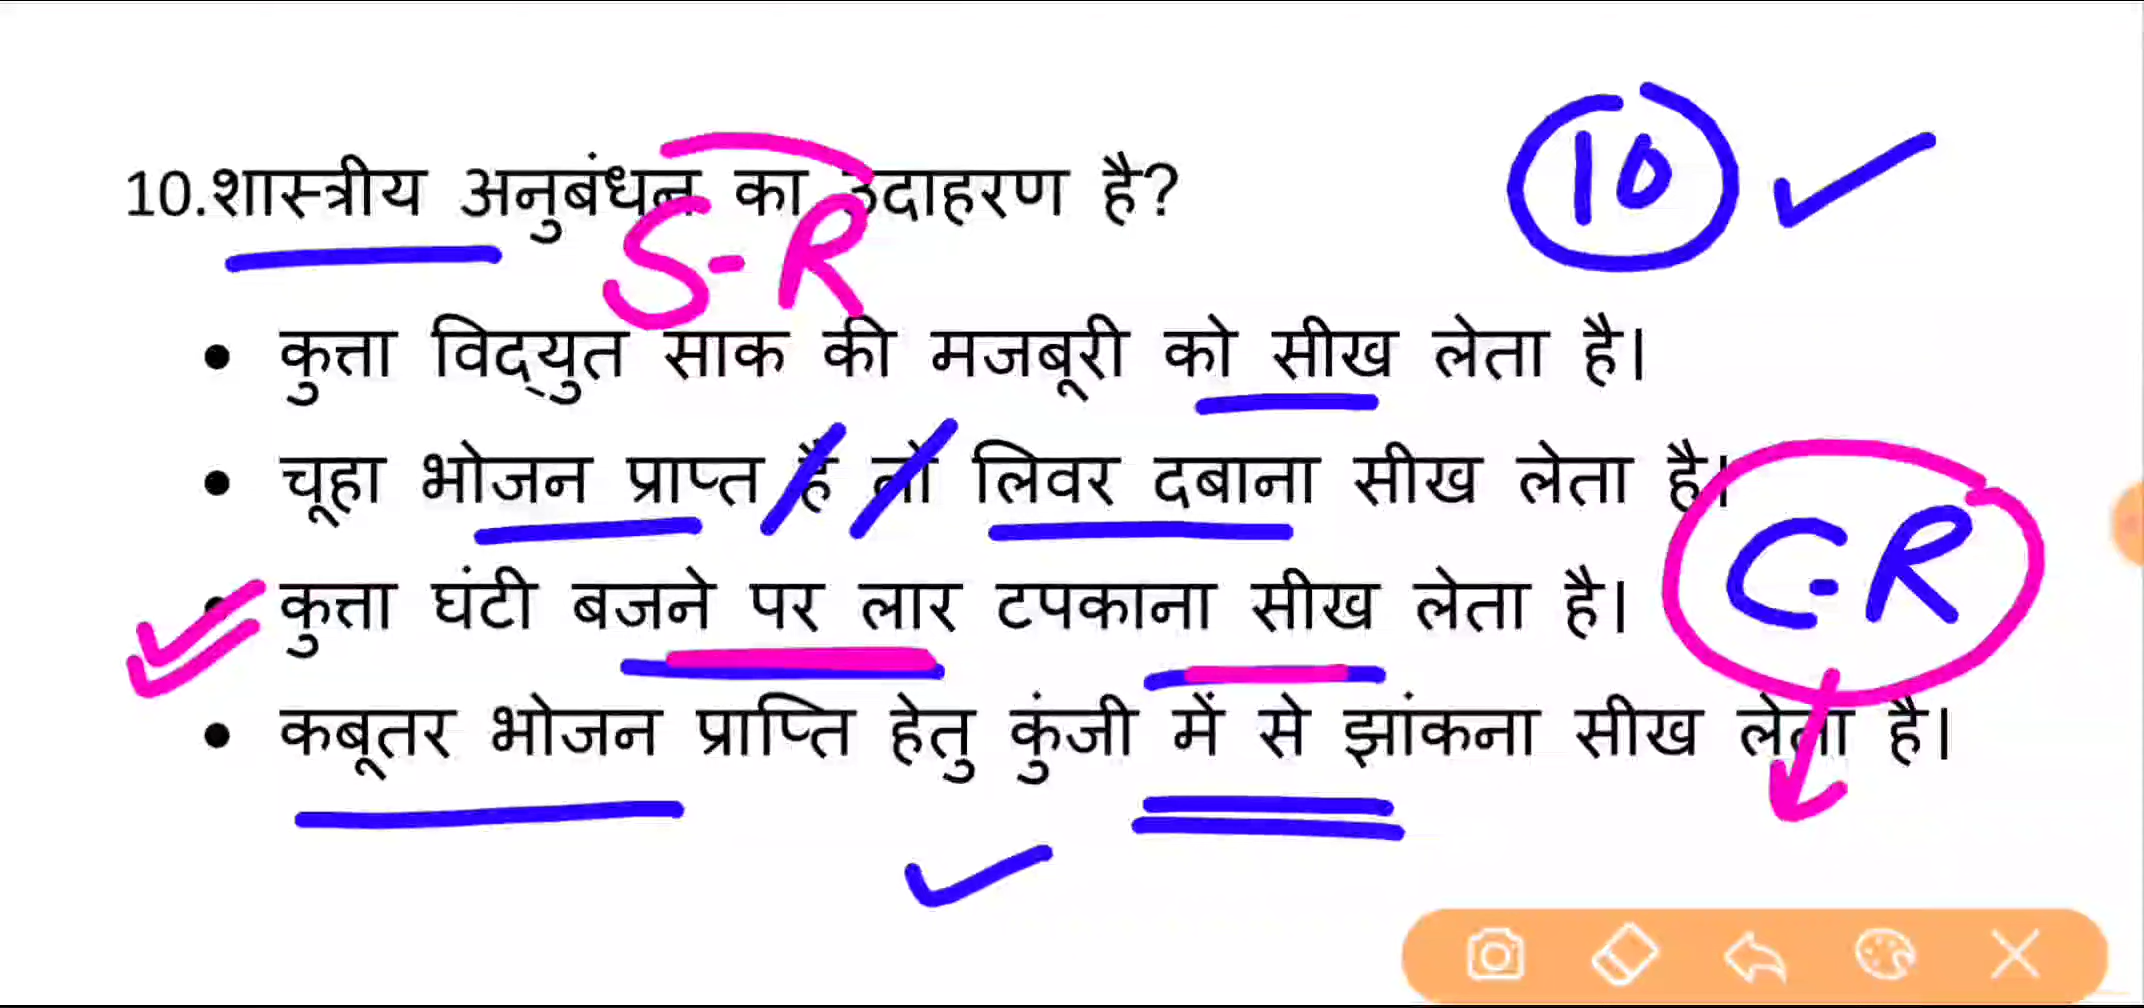 10.शास्त्रीय अनुबंधन का उदाहरण है?
10
S-R
• कुत्ता विद्युत साक की मजबूरी को सीख लेता है।
• चूहा भोजन प्राप्त है तो लिवर दबाना सीख लेता है।
C-R
• कुत्ता घंटी बजने पर लार टपकाना सीख लेता है।
• कबूतर भोजन प्राप्ति हेतु कुंजी में से झांकना सीख लेता है।